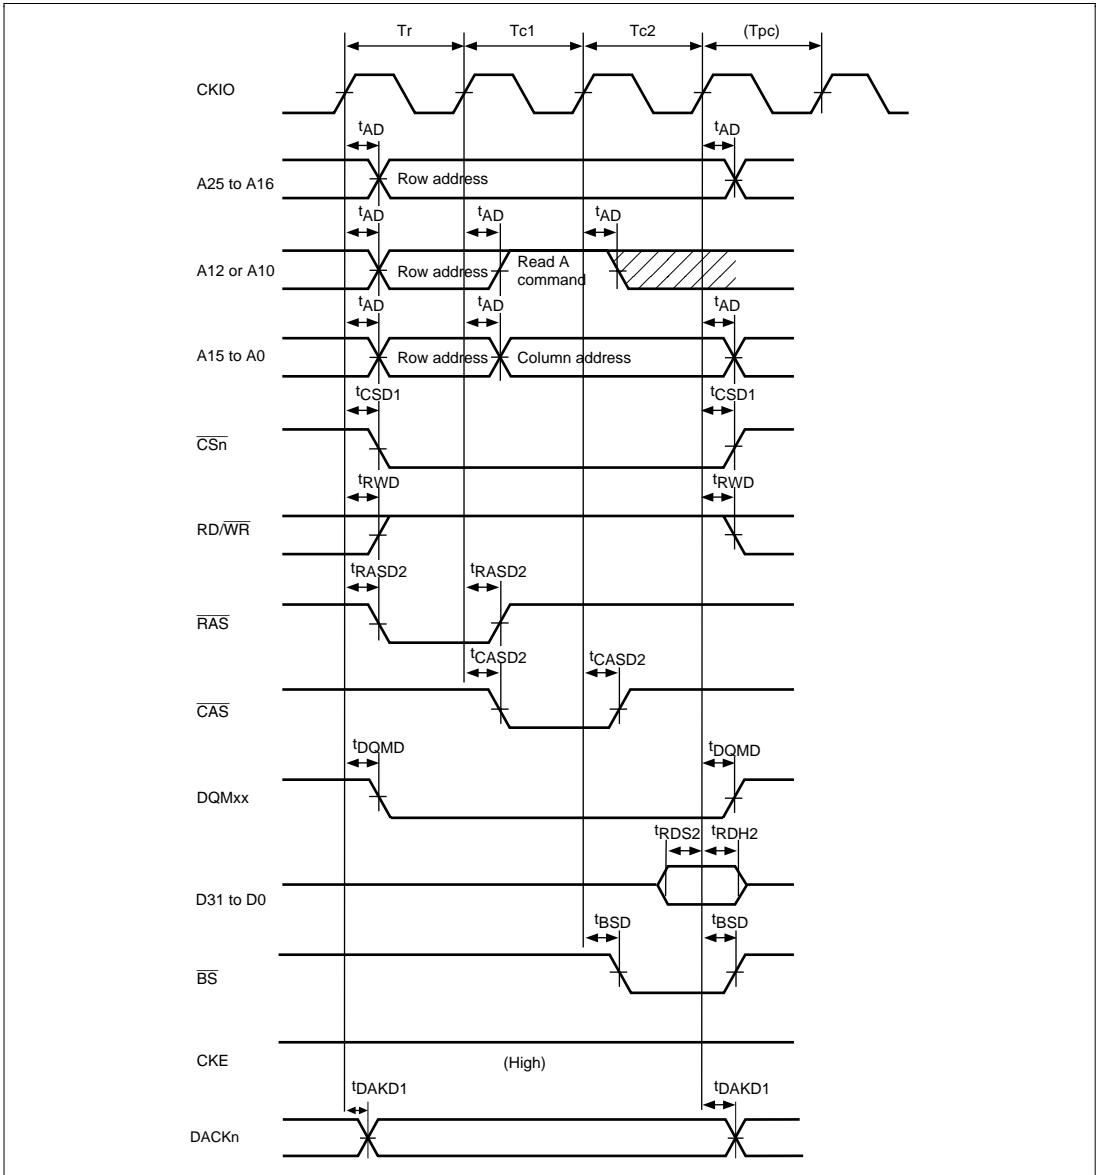 Tr Tc1 Tc2 (Tpc)
CKIO
tAD tAD
A25 to A16 Row address
tAD tAD tAD
A12 or A10 Row address Read A command
tAD tAD tAD
A15 to A0 Row address Column address
tCSD1 tCSD1
CSn
tRWD tRWD
RD/WR
tRASD2 tRASD2
RAS
tCASD2 tCASD2
CAS
tDQMD tDQMD
DQMxx
tRDS2 tRDH2
D31 to D0
tBSD tBSD
BS
CKE (High)
tDAKD1 tDAKD1
DACKn